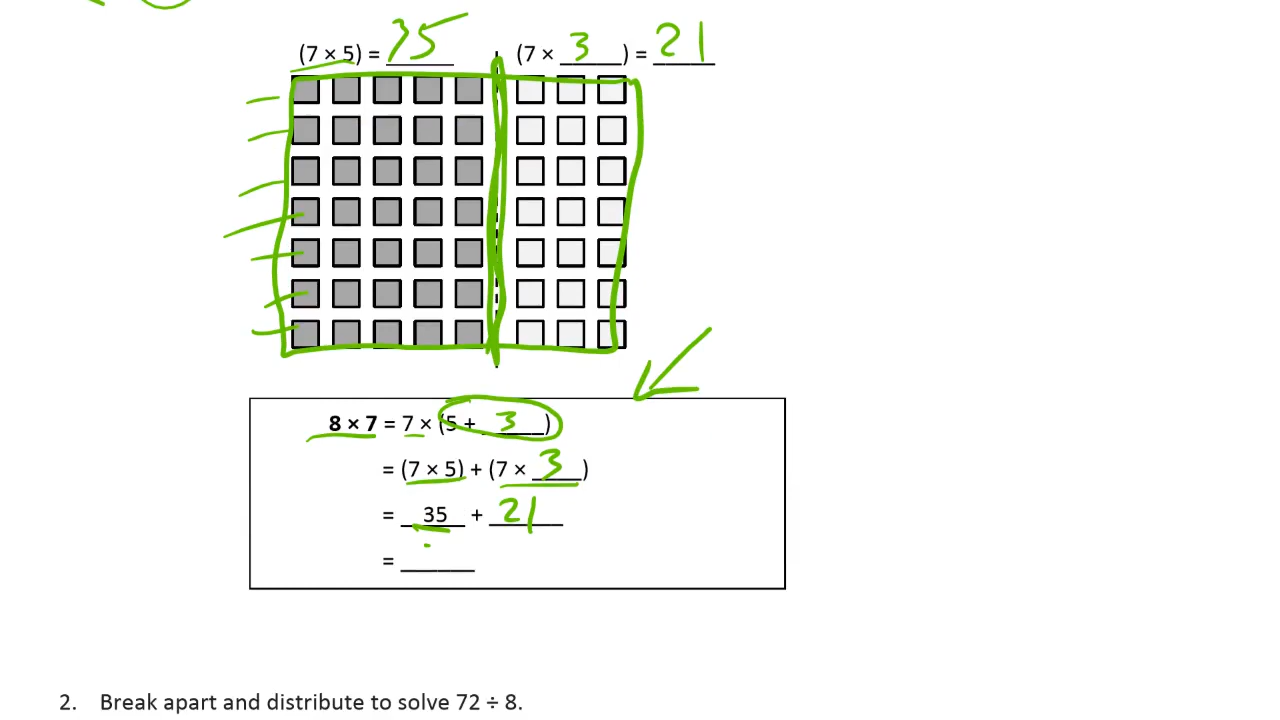 (7 × 5) = 35 (7 × 3) = 21
8 × 7 = 7 × (5 + 3)
= (7 × 5) + (7 × 3)
= 35 + 21
= ______
2. Break apart and distribute to solve 72 ÷ 8.